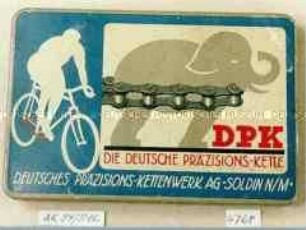 DPK
DIE DEUTSCHE PRÄZISIONS-KETTE
DEUTSCHES PRÄZISIONS-KETTENWERK AG-SOLDIN N/M